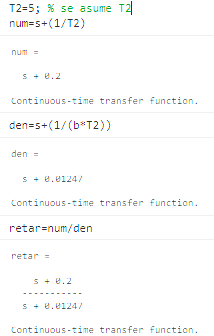 T2=5; % se asume T2
num=s+(1/T2)
num =
s + 0.2
Continuous-time transfer function.
den=s+(1/(b*T2))
den =
s + 0.01247
Continuous-time transfer function.
retar=num/den
retar =
s + 0.2
-----------
s + 0.01247
Continuous-time transfer function.